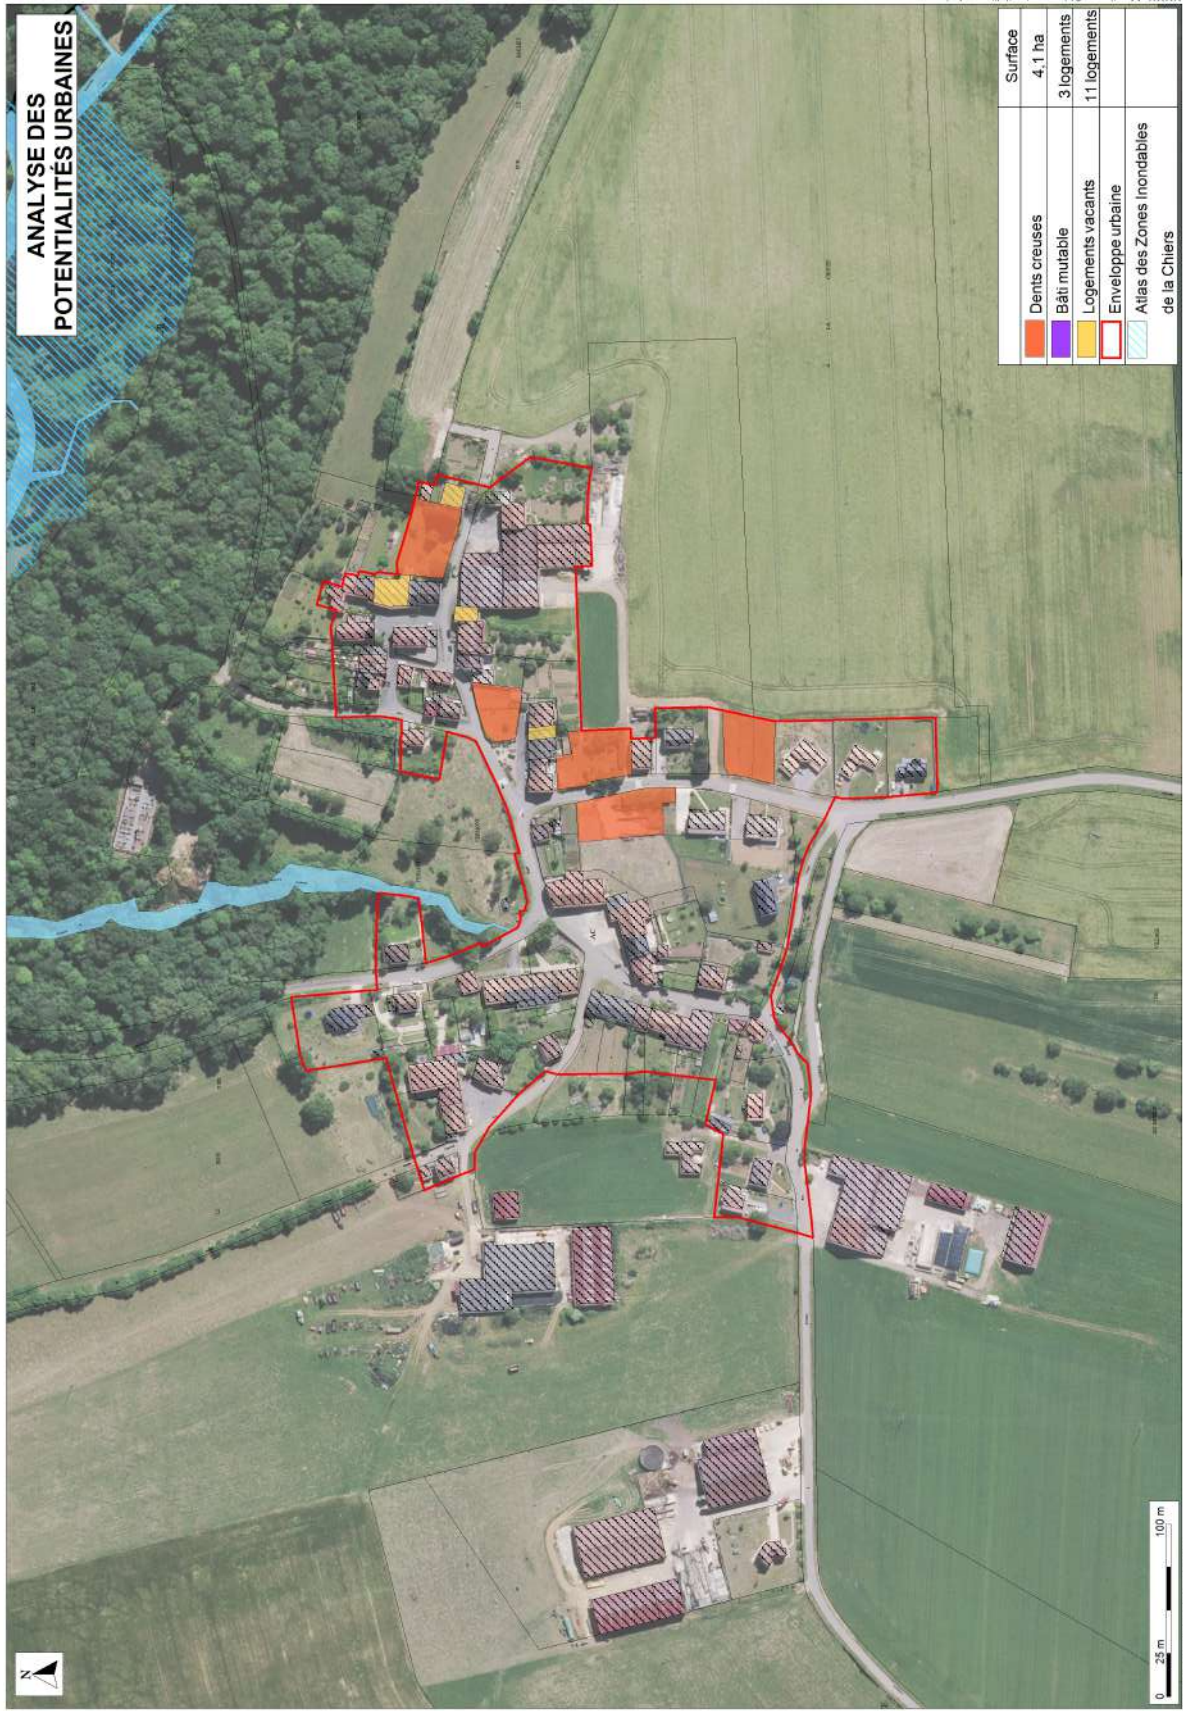 ANALYSE DES
POTENTIALITÉS URBAINES
Surface
Dents creuses 4,1 ha
Bâti mutable 3 logements
Logements vacants 11 logements
Enveloppe urbaine
Atlas des Zones Inondables
de la Chiers
AC
N
0 25 m 100 m